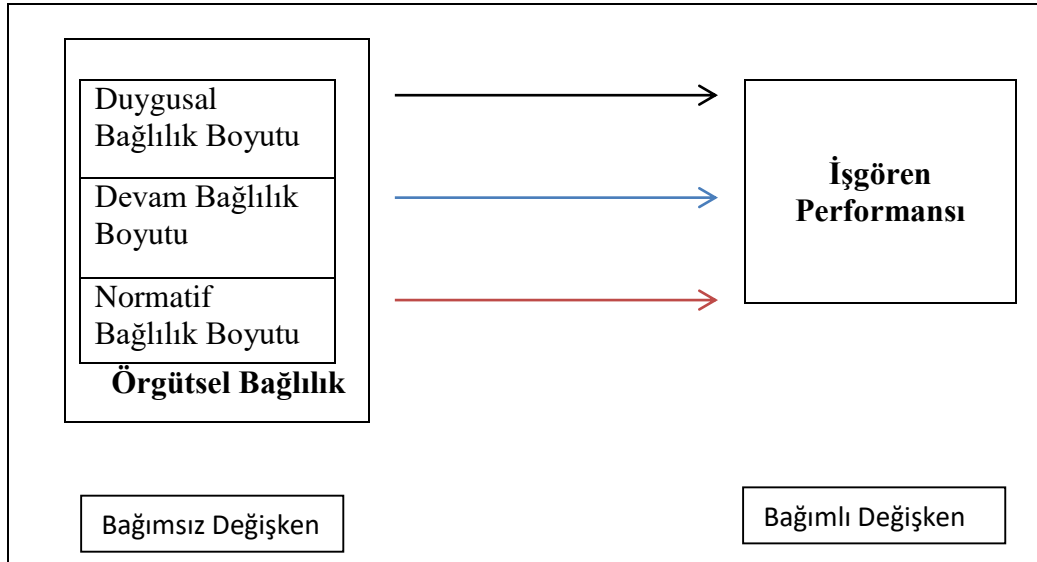 Duygusal
Bağlılık Boyutu
Devam Bağlılık
Boyutu
Normatif
Bağlılık Boyutu
Örgütsel Bağlılık
İşgören
Performansı
Bağımsız Değişken
Bağımlı Değişken